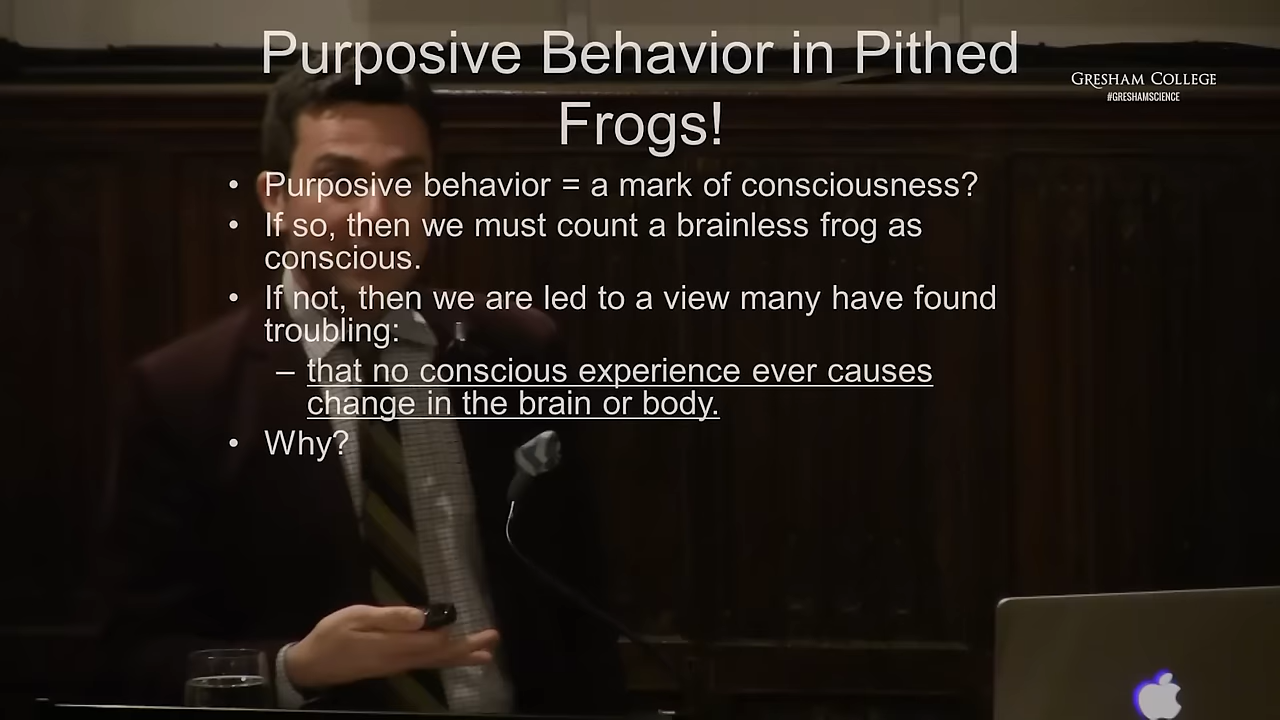 Purposive Behavior in Pithed
Frogs!
GRESHAM COLLEGE
#GRESHAMSCIENCE
• Purposive behavior = a mark of consciousness?
• If so, then we must count a brainless frog as
conscious.
• If not, then we are led to a view many have found
troubling:
– that no conscious experience ever causes
change in the brain or body.
• Why?